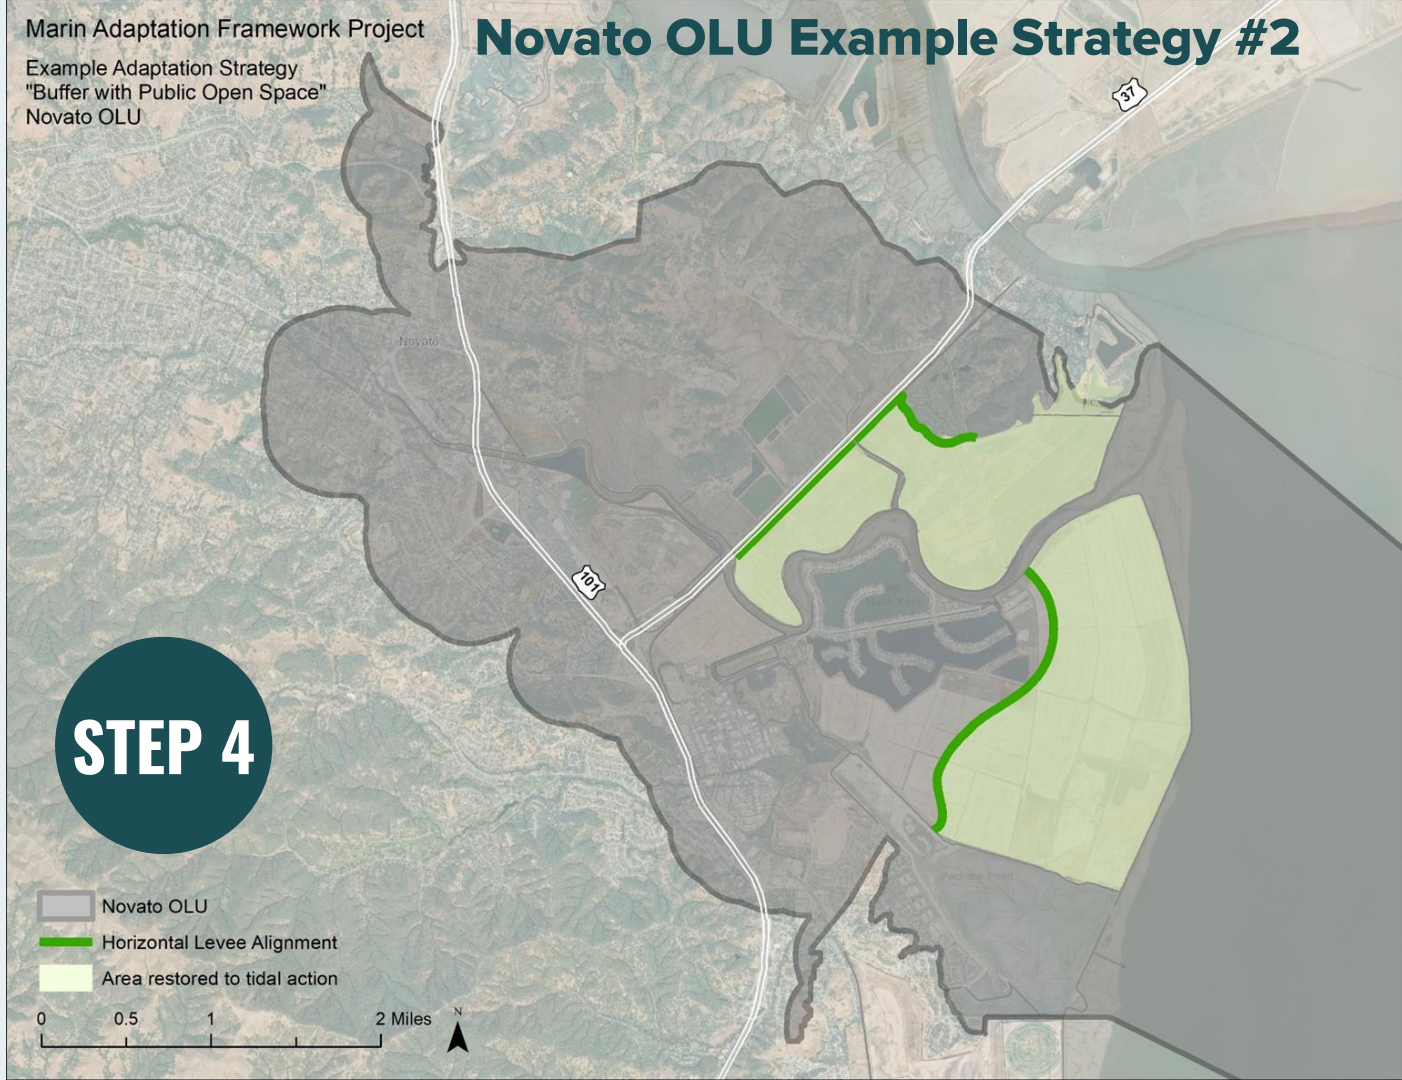 Marin Adaptation Framework Project
Example Adaptation Strategy
"Buffer with Public Open Space"
Novato OLU
Novato OLU Example Strategy #2
37
Novato
101
STEP 4
Pacheco Pond
Novato OLU
Horizontal Levee Alignment
Area restored to tidal action
0 0.5 1 2 Miles
N